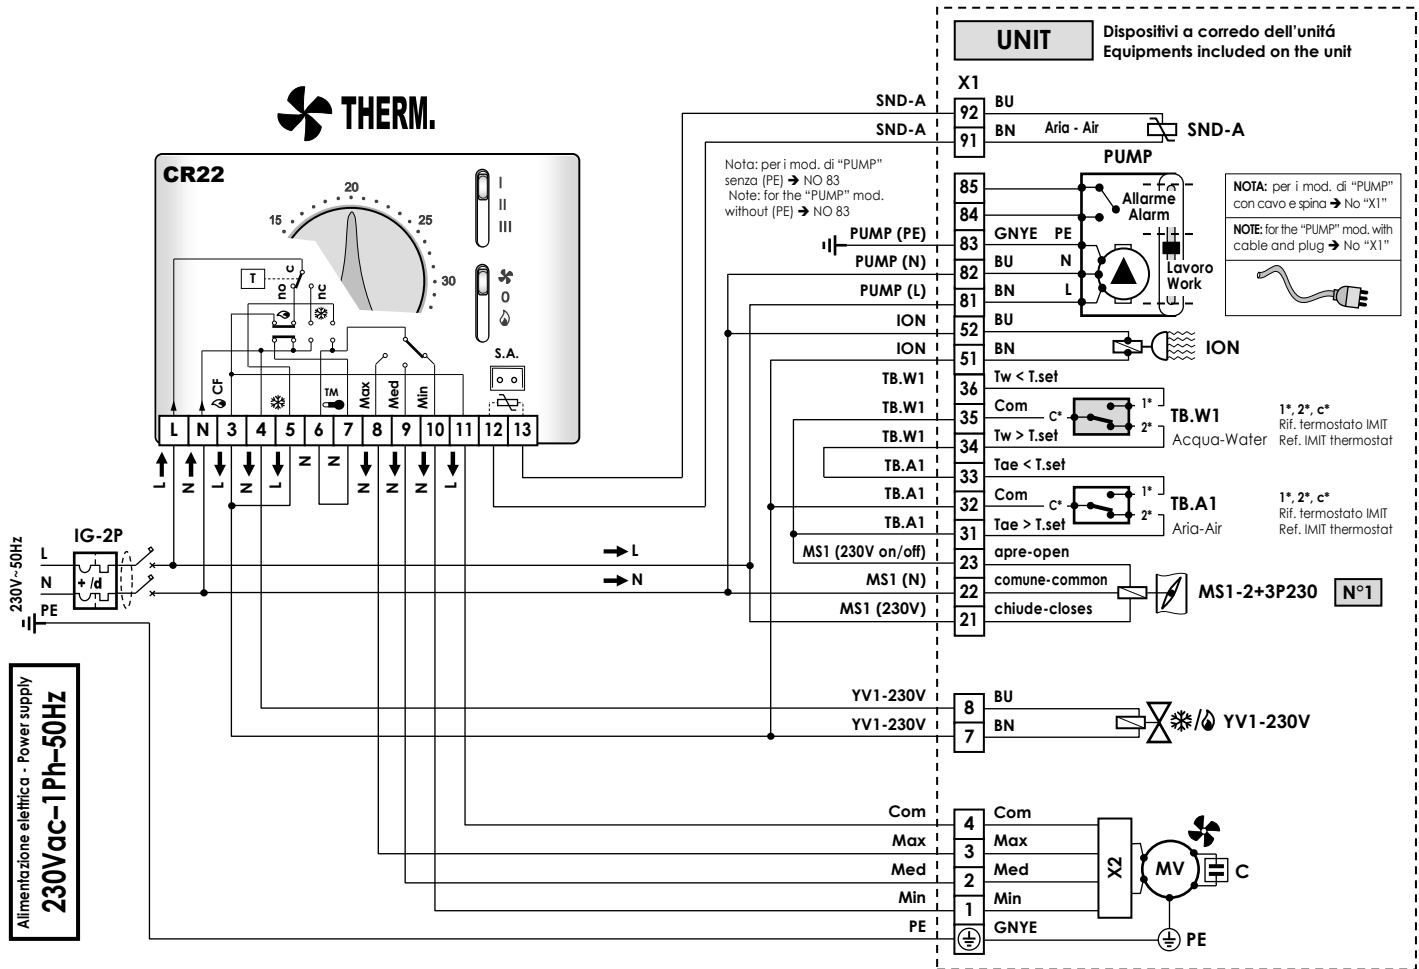 UNIT
Dispositivi a corredo dell'unitá
Equipments included on the unit
THERM.
CR22
15
20
25
30
I
II
III
0
S.A.
T
c
no
nc
CF
TM
Max
Med
Min
L N 3 4 5 6 7 8 9 10 11 12 13
L
N
L
N
L
N
N
N
N
N
L
IG-2P
230V~50Hz
L
N
PE
+ /d
L
N
Alimentazione elettrica - Power supply
230Vac–1Ph–50Hz
Nota: per i mod. di "PUMP"
senza (PE) ➔ NO 83
Note: for the "PUMP" mod.
without (PE) ➔ NO 83
X1
SND-A 92 BU
SND-A 91 BN Aria - Air SND-A
PUMP
85
84
Allarme
Alarm
PUMP (PE) 83 GNYE PE
PUMP (N) 82 BU N
PUMP (L) 81 BN L
Lavoro
Work
NOTA: per i mod. di "PUMP"
con cavo e spina ➔ No "X1"
NOTE: for the "PUMP" mod. with
cable and plug ➔ No "X1"
ION 52 BU
ION 51 BN ION
TB.W1 36 Tw < T.set
TB.W1 35 Com C* 1* 2* TB.W1
Acqua-Water
TB.W1 34 Tw > T.set
1*, 2*, c*
Rif. termostato IMIT
Ref. IMIT thermostat
TB.A1 33 Tae < T.set
TB.A1 32 Com C* 1* 2* TB.A1
Aria-Air
TB.A1 31 Tae > T.set
1*, 2*, c*
Rif. termostato IMIT
Ref. IMIT thermostat
MS1 (230V on/off) 23 apre-open
MS1 (N) 22 comune-common MS1-2+3P230 N°1
MS1 (230V) 21 chiude-closes
YV1-230V 8 BU
YV1-230V 7 BN YV1-230V
Com 4 Com
Max 3 Max
Med 2 Med
Min 1 Min
PE GNYE PE
X2
MV
C